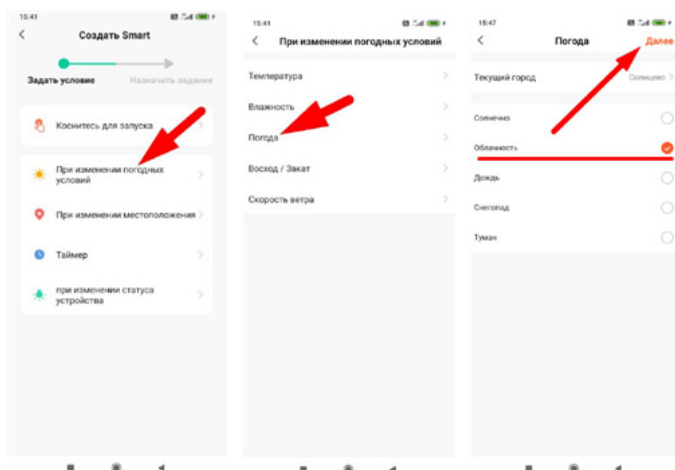 15:41
Создать Smart
Задать условие
Назначить задание
Коснитесь для запуска
При изменении погодных
условий
При изменении местоположения
Таймер
при изменении статуса
устройства
15:41
При изменении погодных условий
Температура
Влажность
Погода
Восход / Закат
Скорость ветра
15:47
Погода
Далее
Текущий город
Солнцево
Солнечно
Облачность
Дождь
Снегопад
Туман